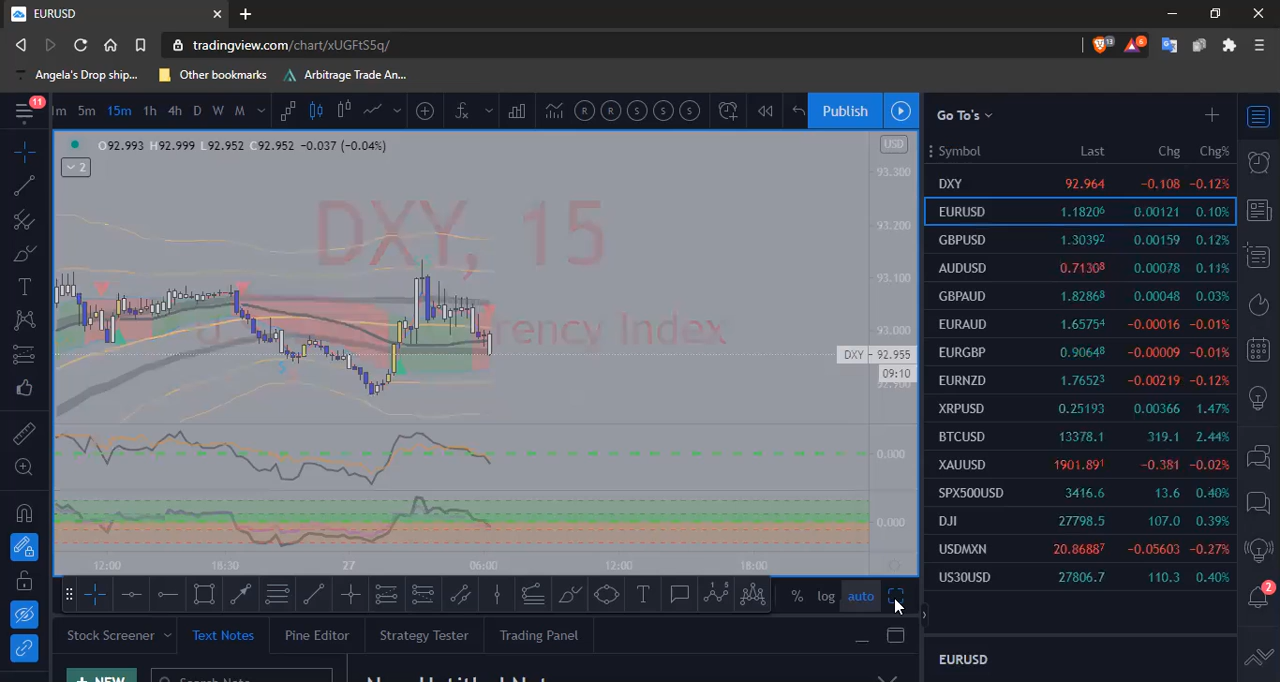 EURUSD
tradingview.com/chart/xUGFtS5q/
13
6
Angela's Drop ship...
Other bookmarks
Arbitrage Trade An...
11
m 5m 15m 1h 4h D W M
R R S S S
Publish
Go To's
O92.993 H92.999 L92.952 C92.952 -0.037 (-0.04%)
2
USD
DXY, 15
rency Index
93.300
93.200
93.100
93.000
DXY - 92.955
09:10
0.000
0.000
12:00 18:30 27 06:00 12:00 18:00
Symbol Last Chg Chg%
DXY 92.964 -0.108 -0.12%
EURUSD 1.18206 0.00121 0.10%
GBPUSD 1.30392 0.00159 0.12%
AUDUSD 0.71308 0.00078 0.11%
GBPAUD 1.82868 0.00048 0.03%
EURAUD 1.65754 -0.00016 -0.01%
EURGBP 0.90648 -0.00009 -0.01%
EURNZD 1.76523 -0.00219 -0.12%
XRPUSD 0.25193 0.00366 1.47%
BTCUSD 13378.1 319.1 2.44%
XAUUSD 1901.891 -0.381 -0.02%
SPX500USD 3416.6 13.6 0.40%
DJI 27798.5 107.0 0.39%
USDMXN 20.86887 -0.05603 -0.27%
US30USD 27806.7 110.3 0.40%
2
% log auto
Stock Screener Text Notes Pine Editor Strategy Tester Trading Panel
EURUSD
NEW
Search Note